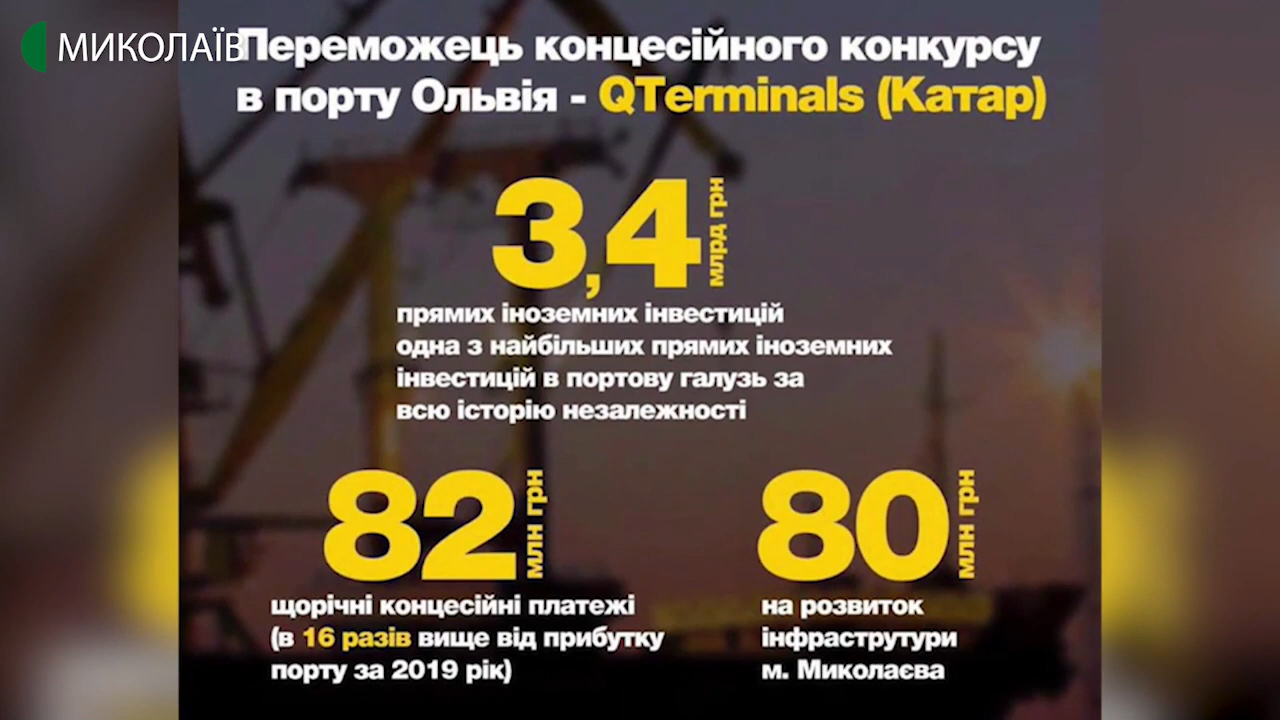 МИКОЛАЇВ
Переможець концесійного конкурсу
в порту Ольвія - QTerminals (Катар)
3,4 млрд грн
прямих іноземних інвестицій
одна з найбільших прямих іноземних
інвестицій в портову галузь за
всю історію незалежності
82 млн грн
щорічні концесійні платежі
(в 16 разів вище від прибутку
порту за 2019 рік)
80 млн грн
на розвиток
інфраструтури
м. Миколаєва